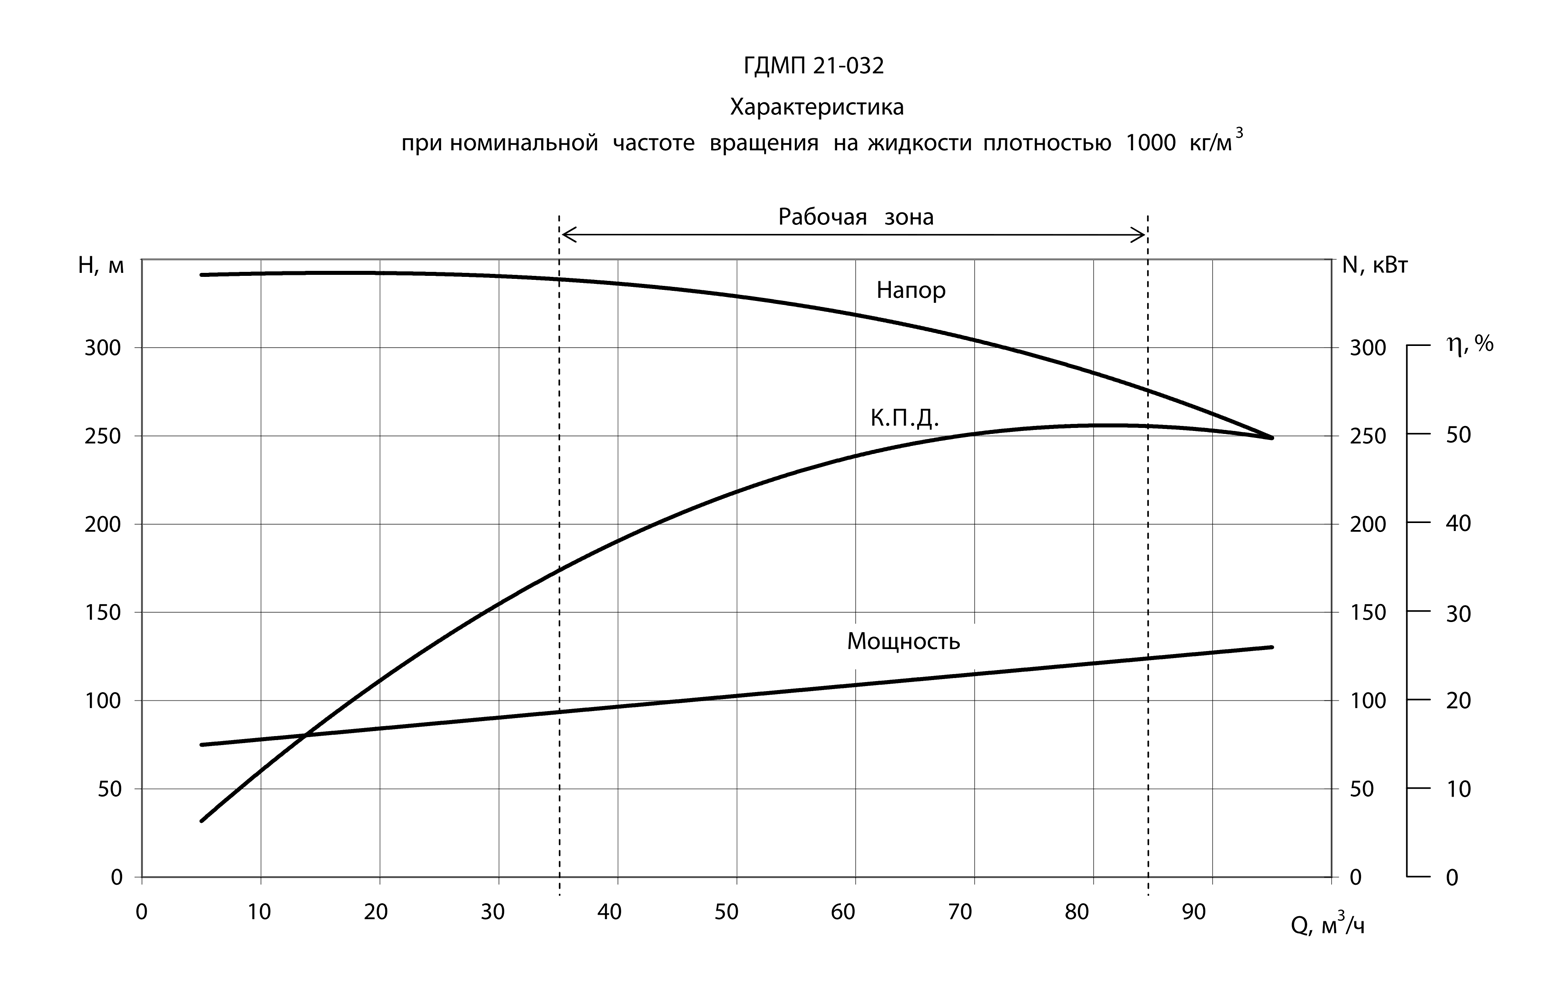 ГДМП 21-032
Характеристика
при номинальной частоте вращения на жидкости плотностью 1000 кг/м³
Рабочая зона
Н, м
N, кВт
Напор
300
300
η, %
К.П.Д.
250
250
50
200
200
40
150
150
30
Мощность
100
100
20
50
50
10
0
0
0
0 10 20 30 40 50 60 70 80 90
Q, м³/ч